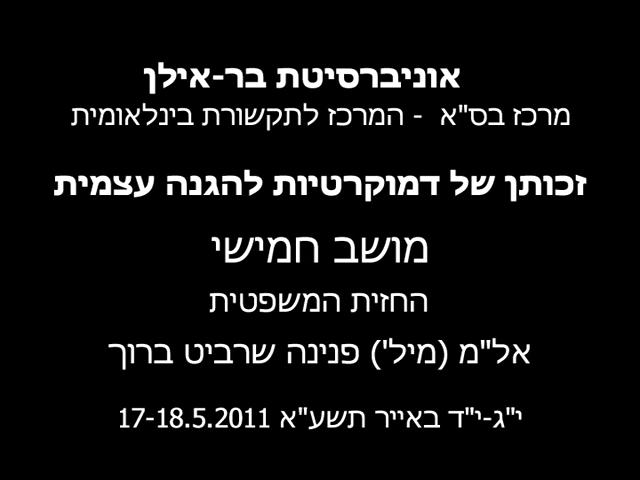 אוניברסיטת בר-אילן
מרכז בס"א - המרכז לתקשורת בינלאומית
זכותן של דמוקרטיות להגנה עצמית
מושב חמישי
החזית המשפטית
אל"מ (מיל') פנינה שרביט ברוך
י"ג-י"ד באייר תשע"א 17-18.5.2011